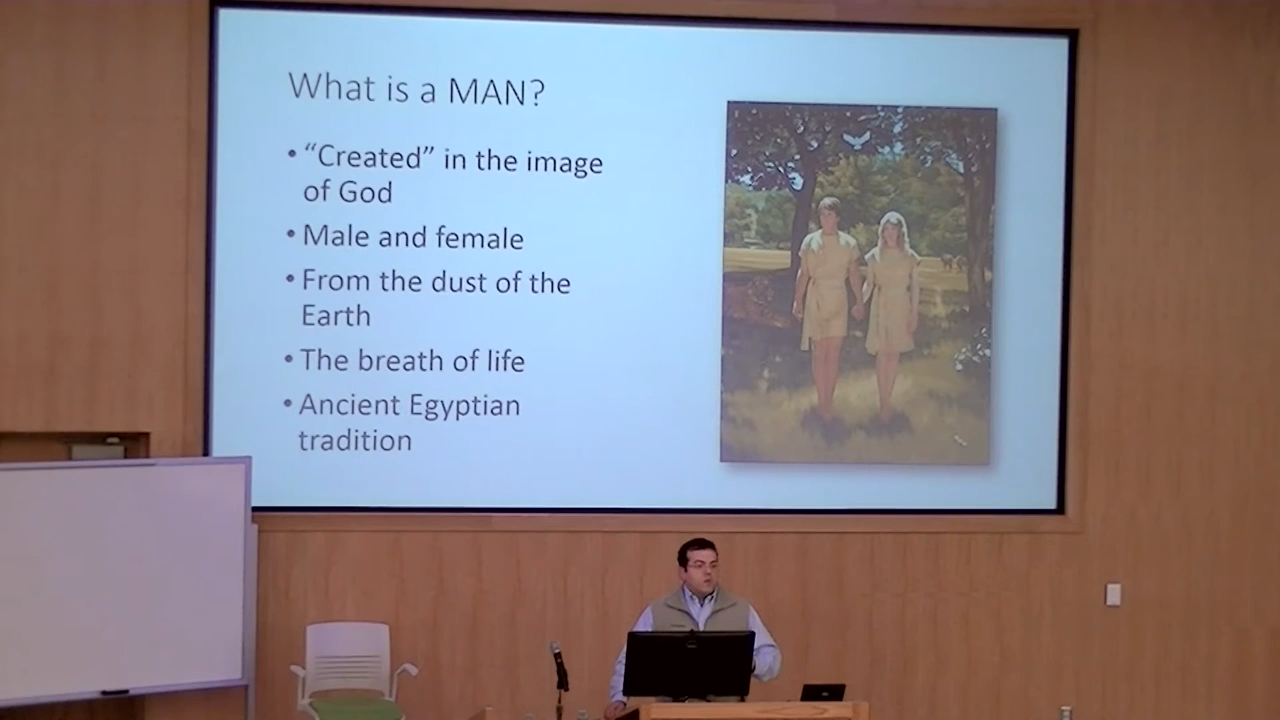 What is a MAN?
• “Created” in the image
of God
• Male and female
• From the dust of the
Earth
• The breath of life
• Ancient Egyptian
tradition